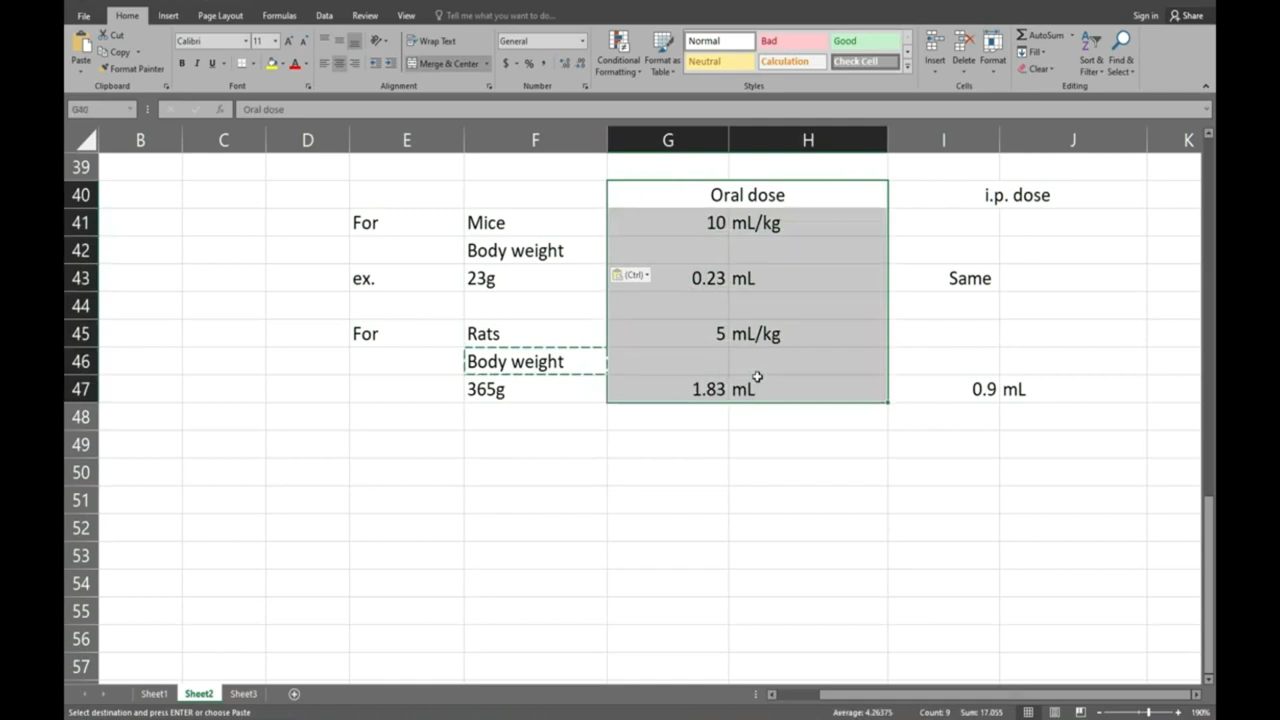 File Home Insert Page Layout Formulas Data Review View Tell me what you want to do... Sign in Share
Paste Cut Copy Format Painter Clipboard
Calibri 11 A A B I U A Font
Wrap Text Merge & Center Alignment
General $ % , Number
Conditional Formatting Format as Table Normal Bad Good Neutral Calculation Check Cell Styles
Insert Delete Format Cells
AutoSum Fill Clear Sort & Filter Find & Select Editing
G40 fx Oral dose
B C D E F G H I J K
39
40 Oral dose i.p. dose
41 For Mice 10 mL/kg
42 Body weight
43 ex. 23g (Ctrl) 0.23 mL Same
44
45 For Rats 5 mL/kg
46 Body weight
47 365g 1.83 mL 0.9 mL
48
49
50
51
52
53
54
55
56
57
Sheet1 Sheet2 Sheet3
Select destination and press ENTER or choose Paste Average: 4.26375 Count: 9 Sum: 17.055 190%